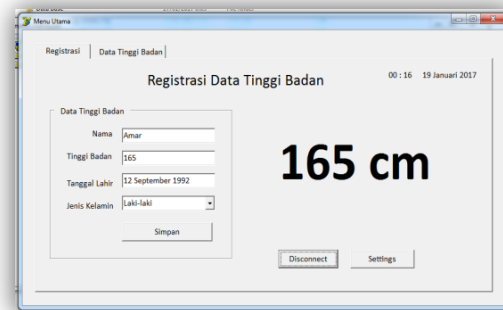 Menu Utama
Registrasi
Data Tinggi Badan
Registrasi Data Tinggi Badan
00 : 16 19 Januari 2017
Data Tinggi Badan
Nama Amar
Tinggi Badan 165
Tanggal Lahir 12 September 1992
Jenis Kelamin Laki-laki
Simpan
165 cm
Disconnect
Settings